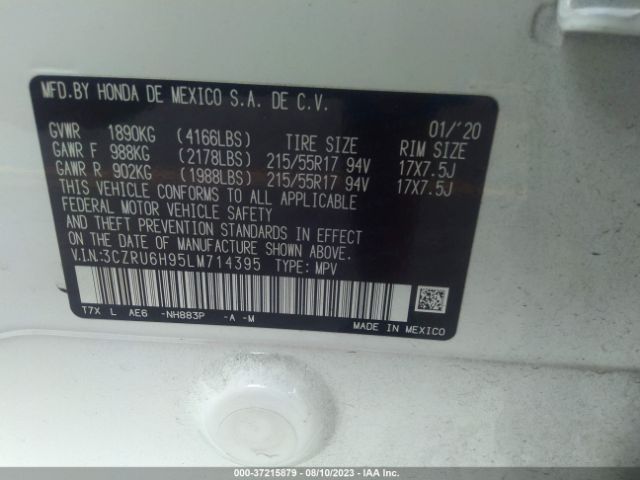 MFD.BY HONDA DE MEXICO S.A. DE C.V.
01/'20
GVWR 1890KG (4166LBS) TIRE SIZE RIM SIZE
GAWR F 988KG (2178LBS) 215/55R17 94V 17X7.5J
GAWR R 902KG (1988LBS) 215/55R17 94V 17X7.5J
THIS VEHICLE CONFORMS TO ALL APPLICABLE
FEDERAL MOTOR VEHICLE SAFETY
AND THEFT PREVENTION STANDARDS IN EFFECT
ON THE DATE OF MANUFACTURE SHOWN ABOVE.
V.I.N:3CZRU6H95LM714395 TYPE: MPV
T7X L AE6 -NH883P -A -M
MADE IN MEXICO
000-37215879 - 08/10/2023 - IAA Inc.